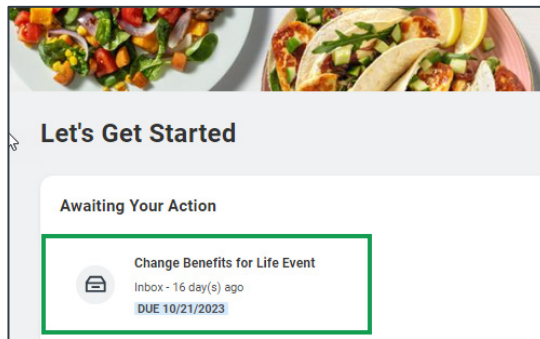 Let's Get Started
Awaiting Your Action
Change Benefits for Life Event
Inbox - 16 day(s) ago
DUE 10/21/2023